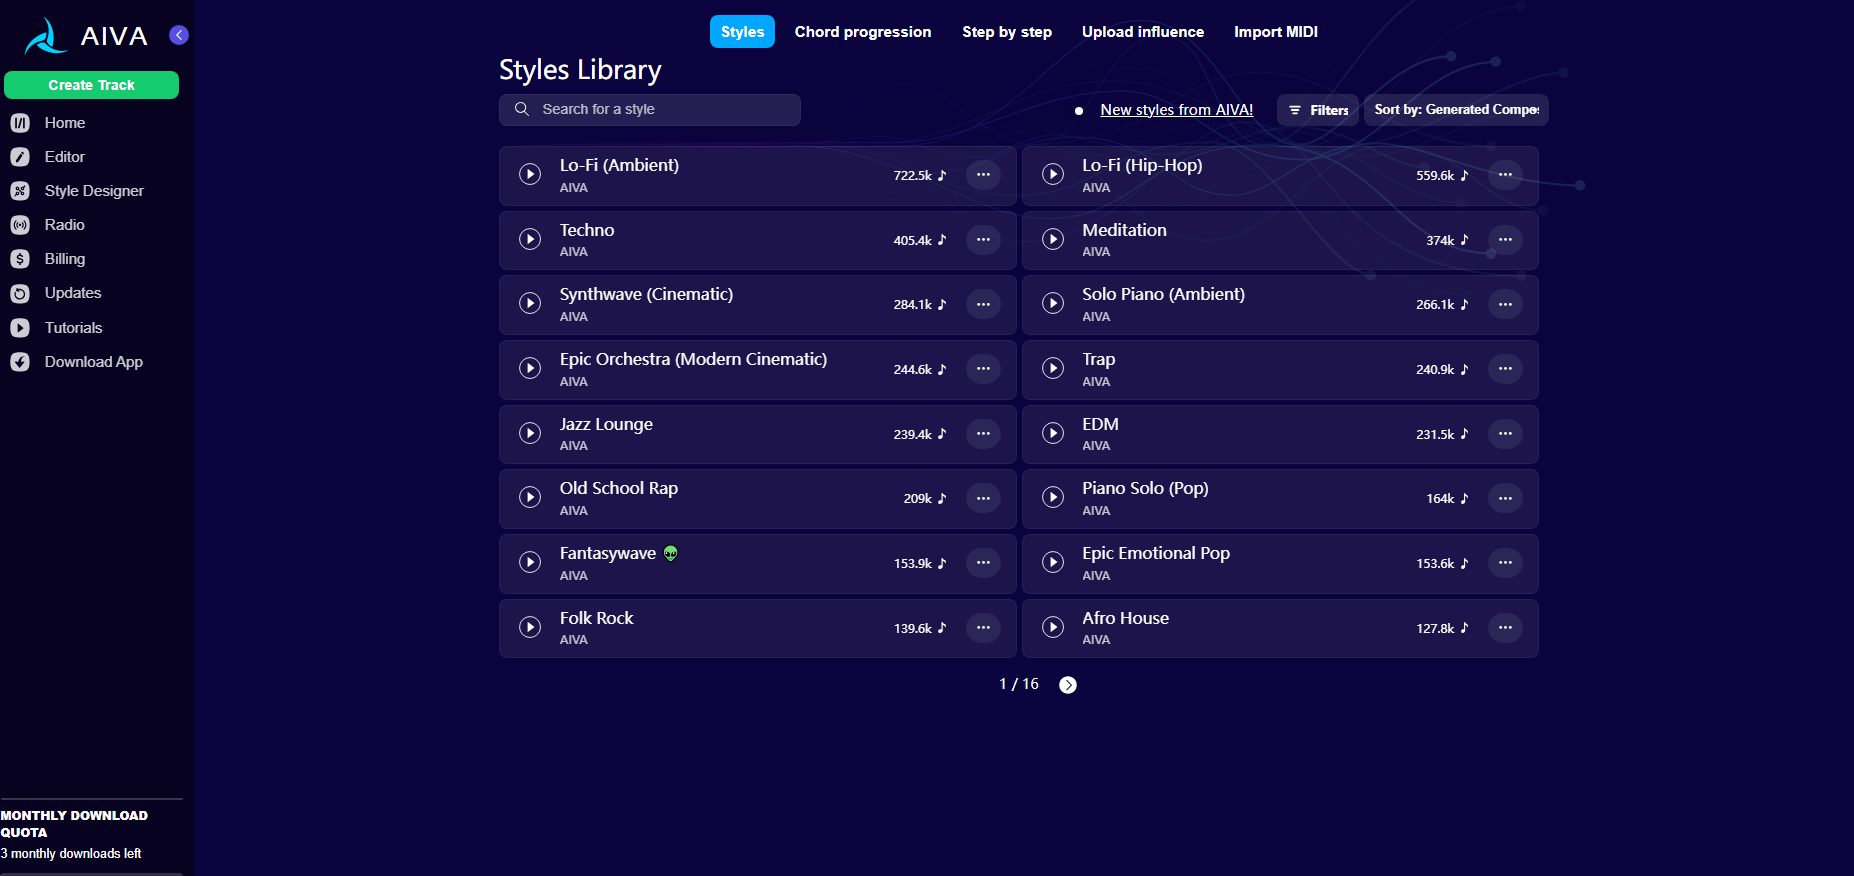 AIVA
Create Track
Home
Editor
Style Designer
Radio
Billing
Updates
Tutorials
Download App
MONTHLY DOWNLOAD
QUOTA
3 monthly downloads left
Styles Chord progression Step by step Upload influence Import MIDI
Styles Library
Search for a style
New styles from AIVA!
Filters
Sort by: Generated Compo
Lo-Fi (Ambient)
AIVA
722.5k
Lo-Fi (Hip-Hop)
AIVA
559.6k
Techno
AIVA
405.4k
Meditation
AIVA
374k
Synthwave (Cinematic)
AIVA
284.1k
Solo Piano (Ambient)
AIVA
266.1k
Epic Orchestra (Modern Cinematic)
AIVA
244.6k
Trap
AIVA
240.9k
Jazz Lounge
AIVA
239.4k
EDM
AIVA
231.5k
Old School Rap
AIVA
209k
Piano Solo (Pop)
AIVA
164k
Fantasywave 👽
AIVA
153.9k
Epic Emotional Pop
AIVA
153.6k
Folk Rock
AIVA
139.6k
Afro House
AIVA
127.8k
1 / 16